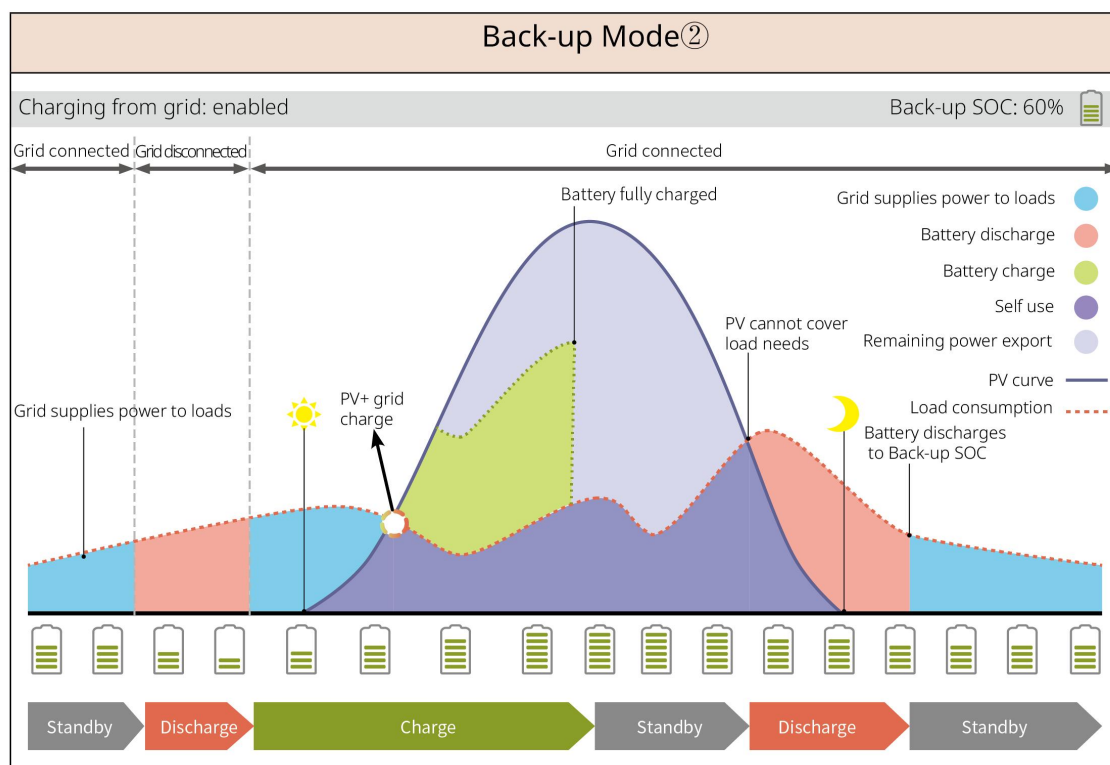 Back-up Mode②
Charging from grid: enabled
Back-up SOC: 60%
Grid connected
Grid disconnected
Grid connected
Battery fully charged
Grid supplies power to loads
Battery discharge
Battery charge
Self use
Remaining power export
PV curve
Load consumption
PV cannot cover
load needs
PV+ grid
charge
Grid supplies power to loads
Battery discharges
to Back-up SOC
Standby
Discharge
Charge
Standby
Discharge
Standby